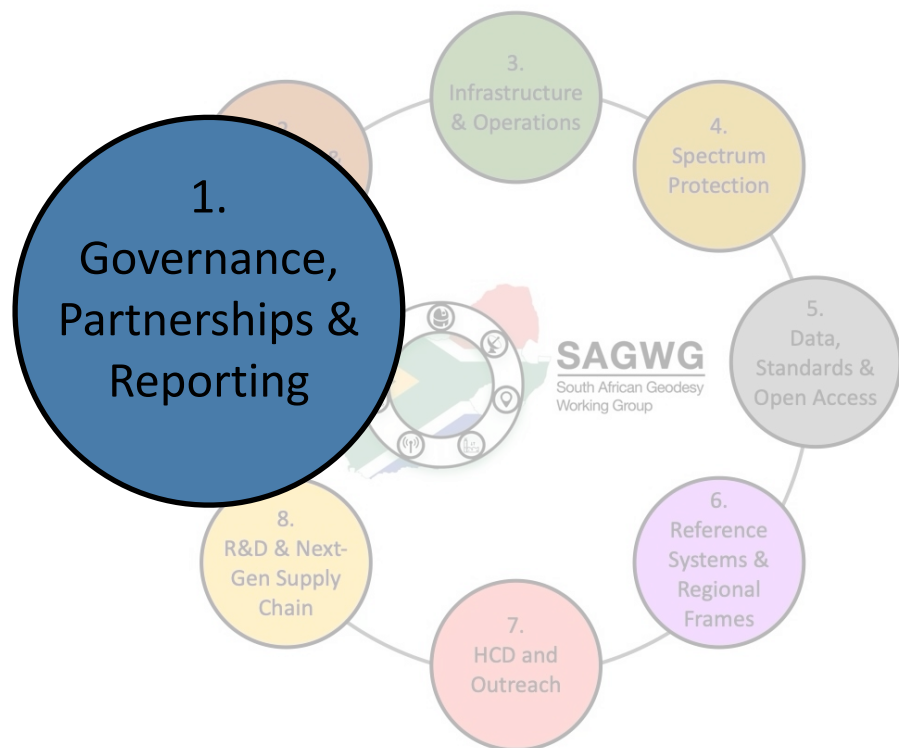 1.
Governance,
Partnerships &
Reporting
2.
&
3.
Infrastructure
& Operations
4.
Spectrum
Protection
5.
Data,
Standards &
Open Access
6.
Reference
Systems &
Regional
Frames
7.
HCD and
Outreach
8.
R&D & Next-
Gen Supply
Chain
SAGWG
South African Geodesy
Working Group